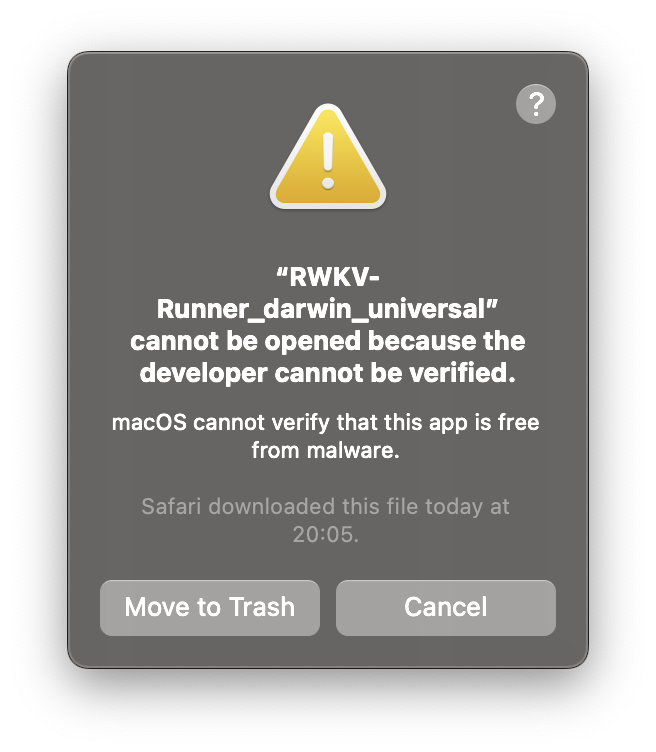 ?
“RWKV-
Runner_darwin_universal”
cannot be opened because the
developer cannot be verified.
macOS cannot verify that this app is free
from malware.
Safari downloaded this file today at
20:05.
Move to Trash
Cancel